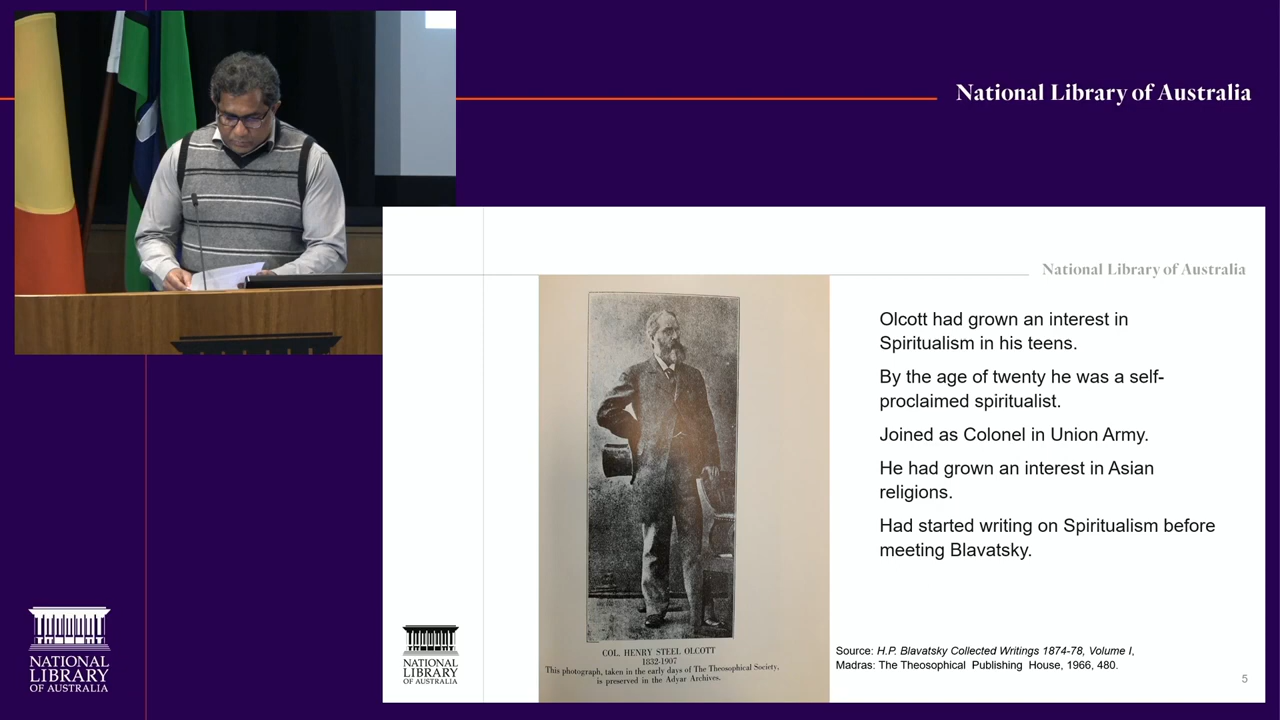 National Library of Australia
National Library of Australia
Olcott had grown an interest in
Spiritualism in his teens.
By the age of twenty he was a self-
proclaimed spiritualist.
Joined as Colonel in Union Army.
He had grown an interest in Asian
religions.
Had started writing on Spiritualism before
meeting Blavatsky.
COL. HENRY STEEL OLCOTT
1832-1907
This photograph, taken in the early days of The Theosophical Society,
is preserved in the Adyar Archives.
Source: H.P. Blavatsky Collected Writings 1874-78, Volume I,
Madras: The Theosophical Publishing House, 1966, 480.
5
NATIONAL
LIBRARY
OF AUSTRALIA
NATIONAL
LIBRARY
OF AUSTRALIA